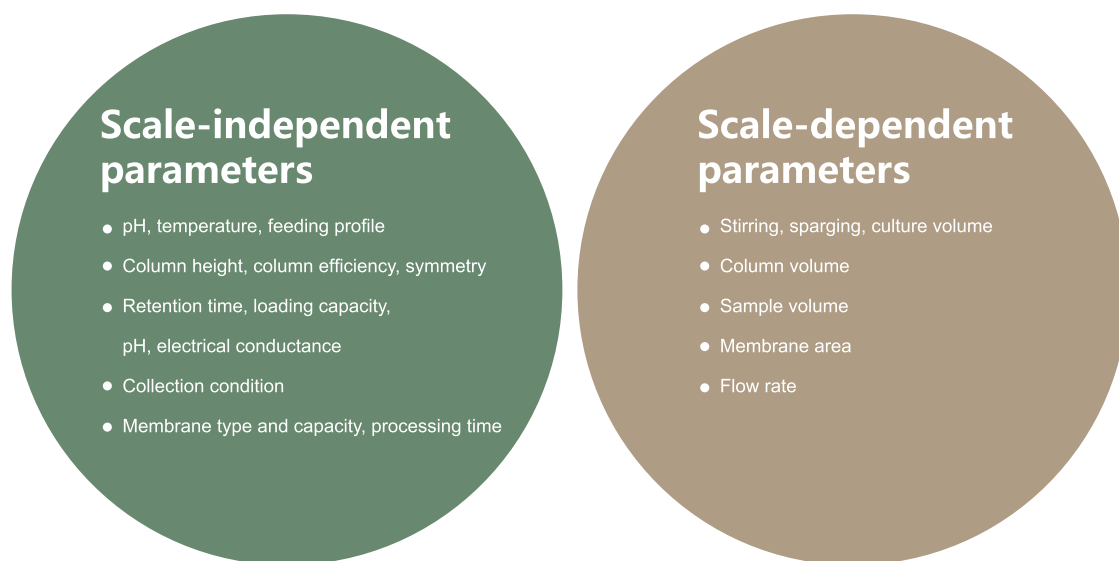 Scale-independent
parameters
• pH, temperature, feeding profile
• Column height, column efficiency, symmetry
• Retention time, loading capacity,
pH, electrical conductance
• Collection condition
• Membrane type and capacity, processing time
Scale-dependent
parameters
• Stirring, sparging, culture volume
• Column volume
• Sample volume
• Membrane area
• Flow rate